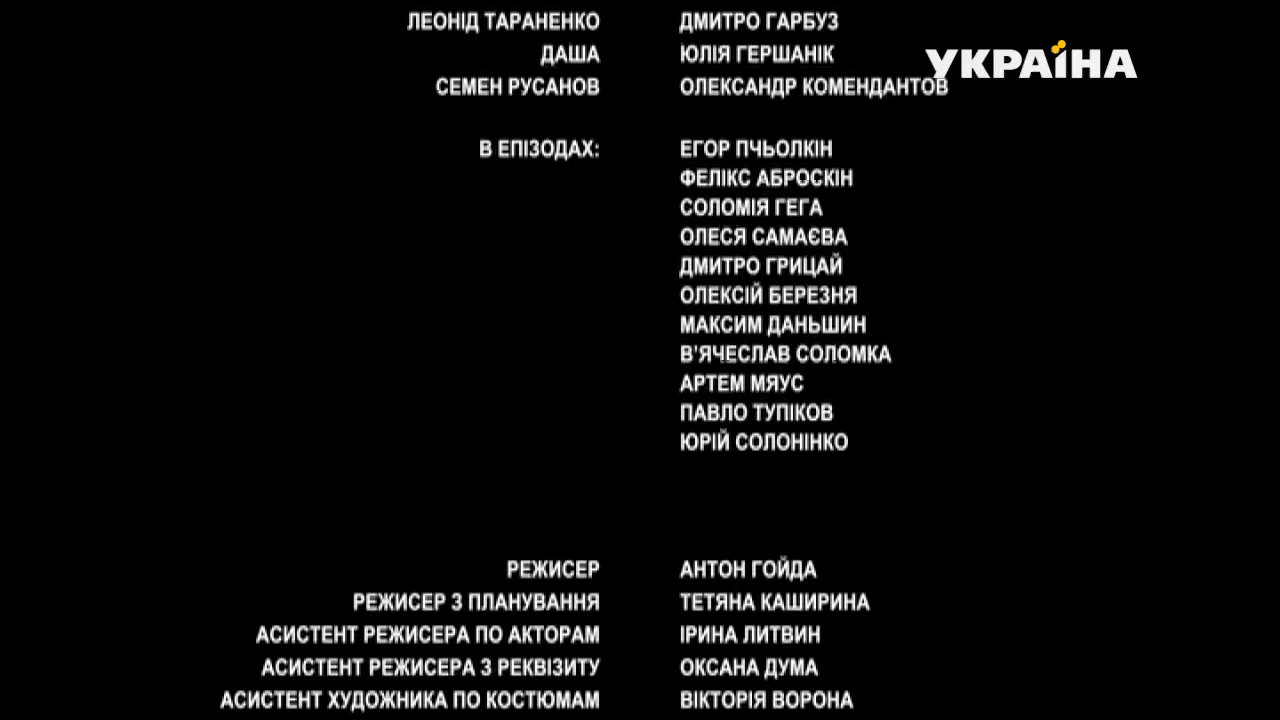 ЛЕОНІД ТАРАНЕНКО ДМИТРО ГАРБУЗ
ДАША ЮЛІЯ ГЕРШАНІК
УКРАЇНА
СЕМЕН РУСАНОВ ОЛЕКСАНДР КОМЕНДАНТОВ
В ЕПІЗОДАХ: ЕГОР ПЧЬОЛКІН
ФЕЛІКС АБРОСКІН
СОЛОМІЯ ГЕГА
ОЛЕСЯ САМАЄВА
ДМИТРО ГРИЦАЙ
ОЛЕКСІЙ БЕРЕЗНЯ
МАКСИМ ДАНЬШИН
В'ЯЧЕСЛАВ СОЛОМКА
АРТЕМ МЯУС
ПАВЛО ТУПІКОВ
ЮРІЙ СОЛОНІНКО
РЕЖИСЕР АНТОН ГОЙДА
РЕЖИСЕР З ПЛАНУВАННЯ ТЕТЯНА КАШИРИНА
АСИСТЕНТ РЕЖИСЕРА ПО АКТОРАМ ІРИНА ЛИТВИН
АСИСТЕНТ РЕЖИСЕРА З РЕКВІЗИТУ ОКСАНА ДУМА
АСИСТЕНТ ХУДОЖНИКА ПО КОСТЮМАМ ВІКТОРІЯ ВОРОНА